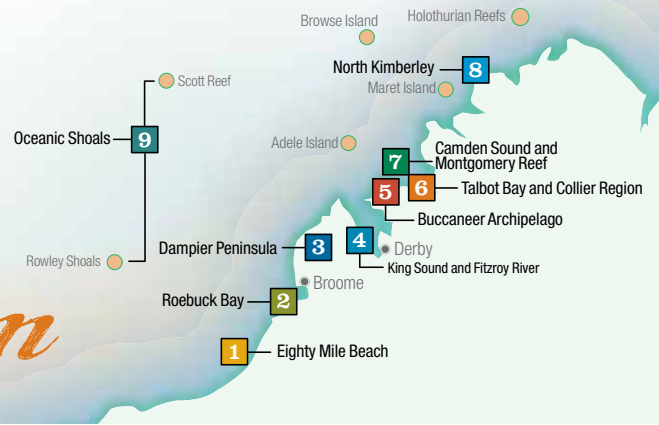 Browse Island
Holothurian Reefs
North Kimberley
8
Scott Reef
Maret Island
Oceanic Shoals
9
Adele Island
7
Camden Sound and
Montgomery Reef
5
6
Talbot Bay and Collier Region
Buccaneer Archipelago
Dampier Peninsula
3
4
Derby
Rowley Shoals
King Sound and Fitzroy River
Broome
Roebuck Bay
2
n
1
Eighty Mile Beach